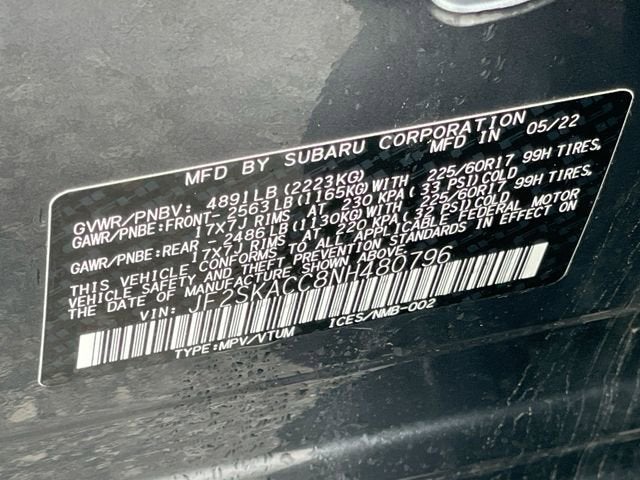 MFD BY SUBARU CORPORATION MFD IN 05/22
GVWR/PNBV: 4891LB(2223KG)
GAWR/PNBE:FRONT-2563LB(1165KG)WITH 225/60R17 99H TIRES,
17X7J RIMS AT 230 KPA(33 PSI)COLD
GAWR/PNBE:REAR -2486LB(1130KG)WITH 225/60R17 99H TIRES,
17X7J RIMS AT 220 KPA(32 PSI)COLD
THIS VEHICLE CONFORMS TO ALL APPLICABLE FEDERAL MOTOR
VEHICLE SAFETY AND BUMPER STANDARDS IN EFFECT ON
THE DATE OF MANUFACTURE SHOWN ABOVE.
VIN: JF2SKACC8NH480796
TYPE:MPV/VTUM ICES/NMB-002